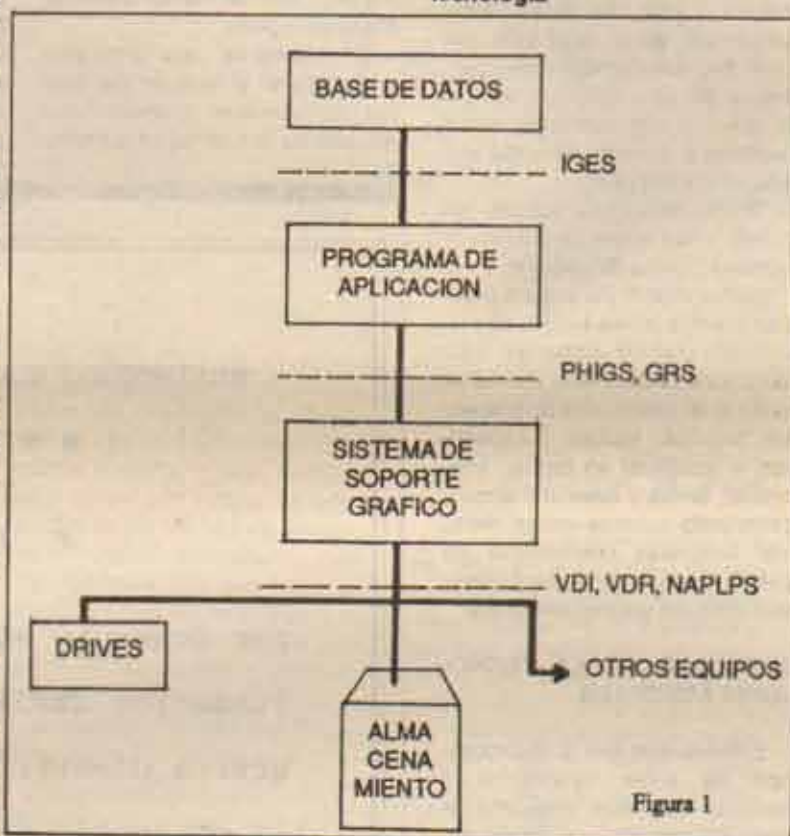 Tecnología
BASE DE DATOS
IGES
PROGRAMA DE
APLICACION
PHIGS, GRS
SISTEMA DE
SOPORTE
GRAFICO
VDI, VDR, NAPLPS
DRIVES
OTROS EQUIPOS
ALMA
CENA
MIENTO
Figura 1